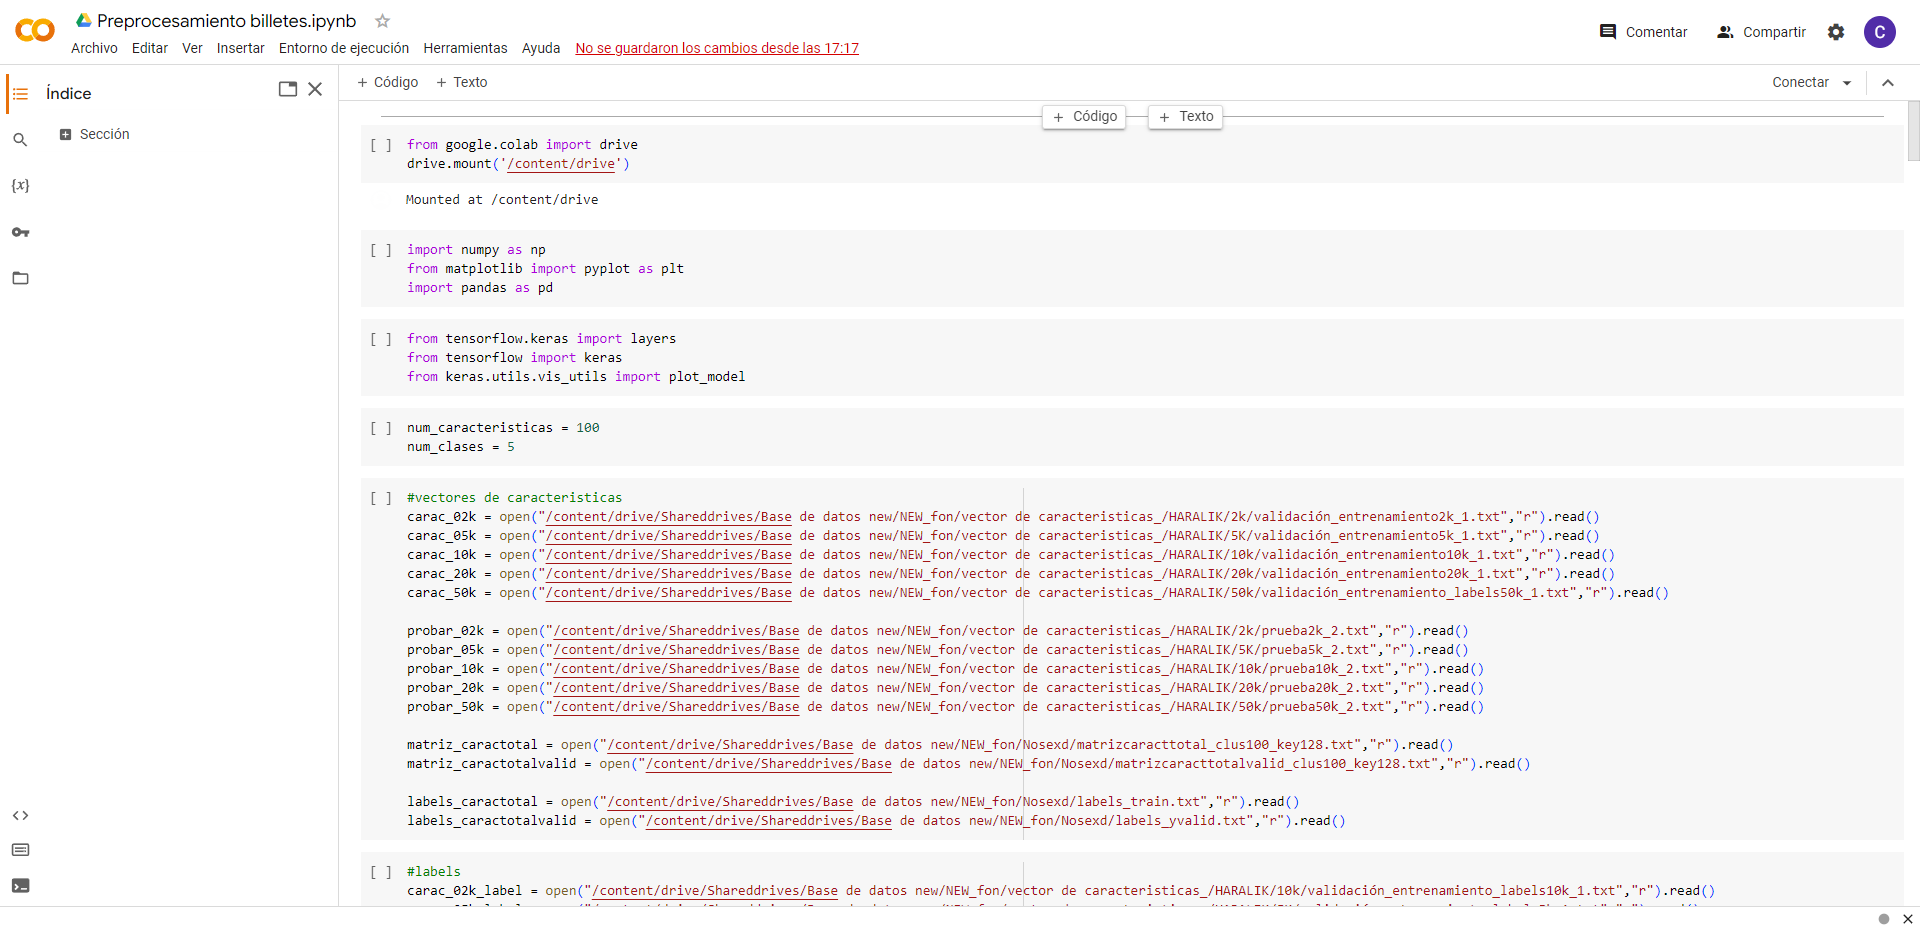 Preprocesamiento billetes.ipynb
Archivo Editar Ver Insertar Entorno de ejecución Herramientas Ayuda No se guardaron los cambios desde las 17:17
Comentar Compartir C
Índice
Sección
+ Código + Texto
Conectar
+ Código + Texto
[ ] from google.colab import drive
drive.mount('/content/drive')
Mounted at /content/drive
[ ] import numpy as np
from matplotlib import pyplot as plt
import pandas as pd
[ ] from tensorflow.keras import layers
from tensorflow import keras
from keras.utils.vis_utils import plot_model
[ ] num_caracteristicas = 100
num_clases = 5
[ ] #vectores de caracteristicas
carac_02k = open("/content/drive/Shareddrives/Base de datos new/NEW_fon/vector de caracteristicas_/HARALIK/2k/validación_entrenamiento2k_1.txt","r").read()
carac_05k = open("/content/drive/Shareddrives/Base de datos new/NEW_fon/vector de caracteristicas_/HARALIK/5K/validación_entrenamiento5k_1.txt","r").read()
carac_10k = open("/content/drive/Shareddrives/Base de datos new/NEW_fon/vector de caracteristicas_/HARALIK/10k/validación_entrenamiento10k_1.txt","r").read()
carac_20k = open("/content/drive/Shareddrives/Base de datos new/NEW_fon/vector de caracteristicas_/HARALIK/20k/validación_entrenamiento20k_1.txt","r").read()
carac_50k = open("/content/drive/Shareddrives/Base de datos new/NEW_fon/vector de caracteristicas_/HARALIK/50k/validación_entrenamiento_labels50k_1.txt","r").read()
probar_02k = open("/content/drive/Shareddrives/Base de datos new/NEW_fon/vector de caracteristicas_/HARALIK/2k/prueba2k_2.txt","r").read()
probar_05k = open("/content/drive/Shareddrives/Base de datos new/NEW_fon/vector de caracteristicas_/HARALIK/5K/prueba5k_2.txt","r").read()
probar_10k = open("/content/drive/Shareddrives/Base de datos new/NEW_fon/vector de caracteristicas_/HARALIK/10k/prueba10k_2.txt","r").read()
probar_20k = open("/content/drive/Shareddrives/Base de datos new/NEW_fon/vector de caracteristicas_/HARALIK/20k/prueba20k_2.txt","r").read()
probar_50k = open("/content/drive/Shareddrives/Base de datos new/NEW_fon/vector de caracteristicas_/HARALIK/50k/prueba50k_2.txt","r").read()
matriz_caractotal = open("/content/drive/Shareddrives/Base de datos new/NEW_fon/Nosexd/matrizcaracttotal_clus100_key128.txt","r").read()
matriz_caractotalvalid = open("/content/drive/Shareddrives/Base de datos new/NEW_fon/Nosexd/matrizcaracttotalvalid_clus100_key128.txt","r").read()
labels_caractotal = open("/content/drive/Shareddrives/Base de datos new/NEW_fon/Nosexd/labels_train.txt","r").read()
labels_caractotalvalid = open("/content/drive/Shareddrives/Base de datos new/NEW_fon/Nosexd/labels_yvalid.txt","r").read()
[ ] #labels
carac_02k_label = open("/content/drive/Shareddrives/Base de datos new/NEW_fon/vector de caracteristicas_/HARALIK/10k/validación_entrenamiento_labels10k_1.txt","r").read()